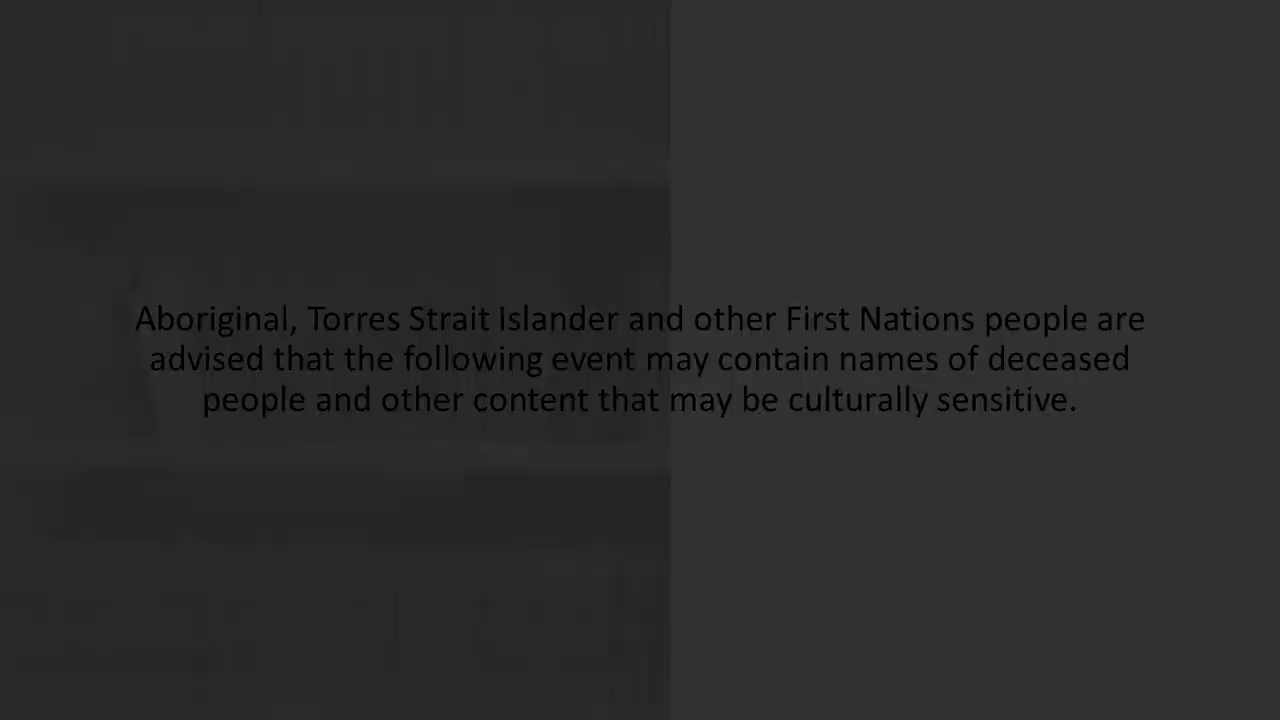 Aboriginal, Torres Strait Islander and other First Nations people are
advised that the following event may contain names of deceased
people and other content that may be culturally sensitive.